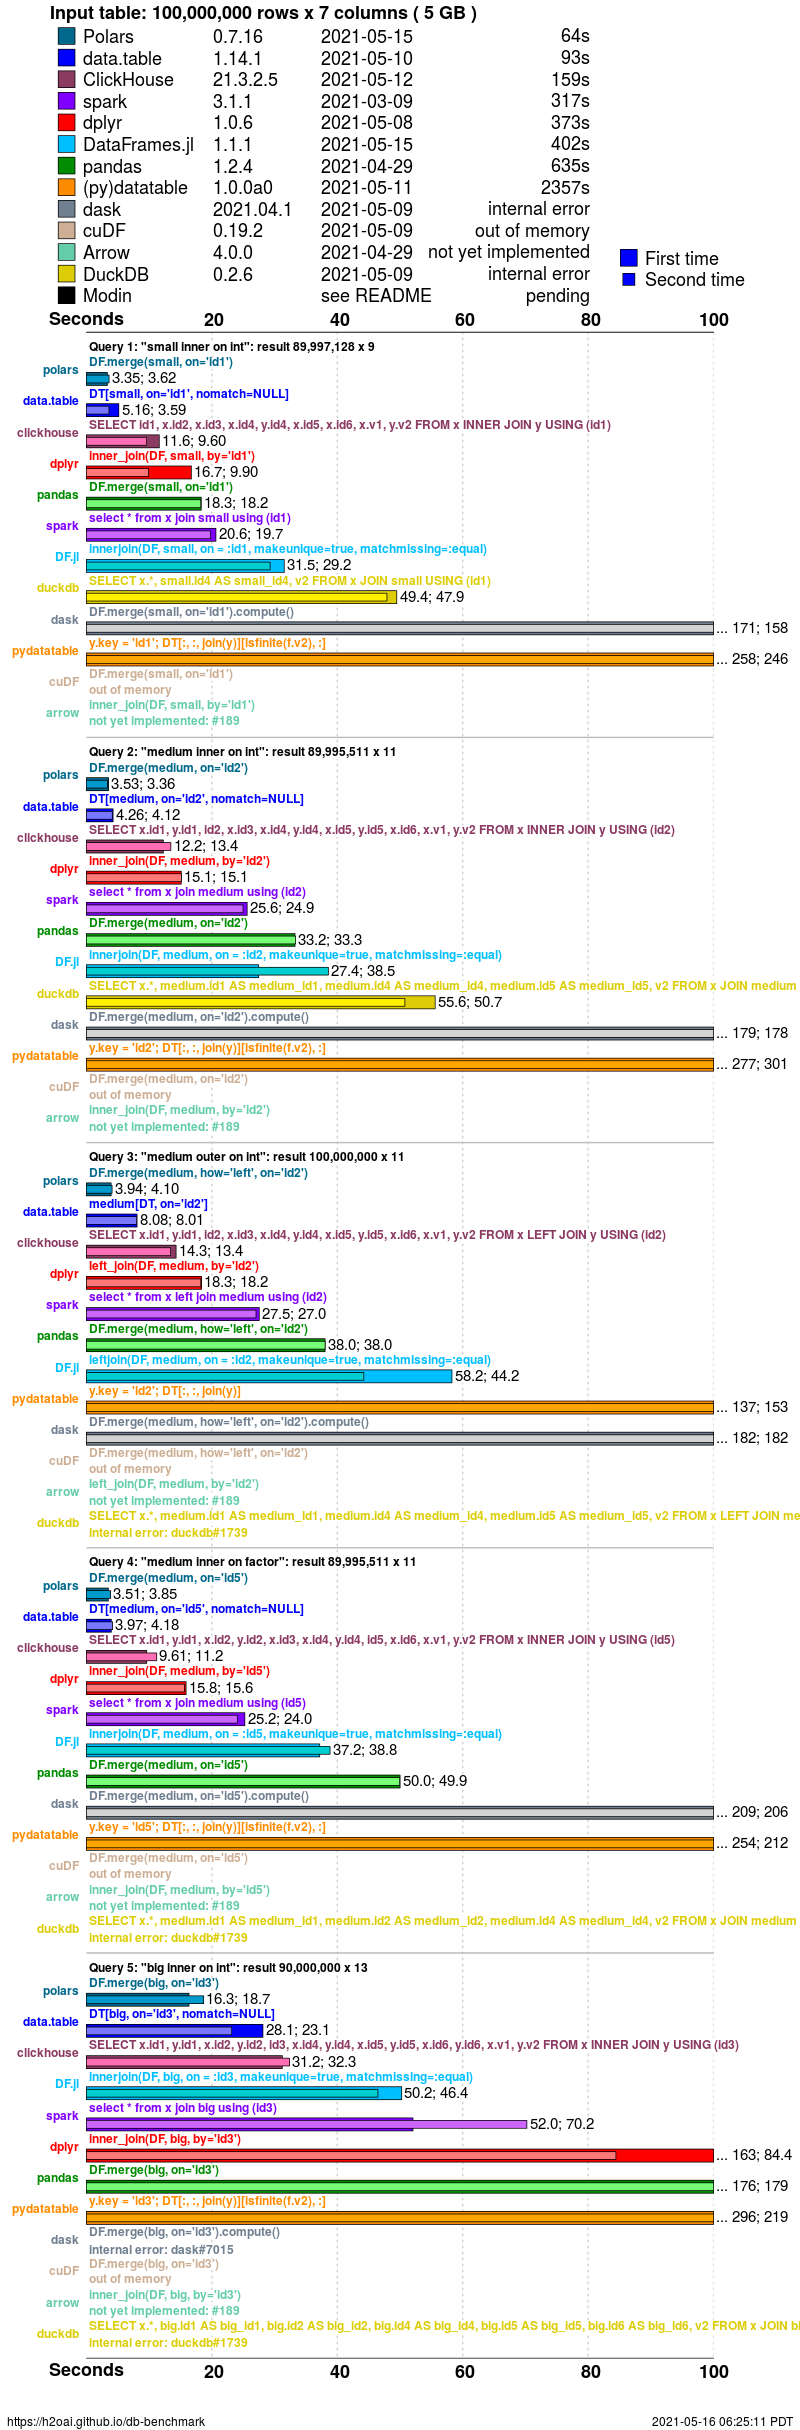 Input table: 100,000,000 rows x 7 columns ( 5 GB )
Polars 0.7.16 2021-05-15 64s
data.table 1.14.1 2021-05-10 93s
ClickHouse 21.3.2.5 2021-05-12 159s
spark 3.1.1 2021-03-09 317s
dplyr 1.0.6 2021-05-08 373s
DataFrames.jl 1.1.1 2021-05-15 402s
pandas 1.2.4 2021-04-29 635s
(py)datatable 1.0.0a0 2021-05-11 2357s
dask 2021.04.1 2021-05-09 internal error
cuDF 0.19.2 2021-05-09 out of memory
Arrow 4.0.0 2021-04-29 not yet implemented
DuckDB 0.2.6 2021-05-09 internal error
Modin see README pending
First time
Second time
Seconds 20 40 60 80 100
Query 1: "small inner on int": result 89,997,128 x 9
DF.merge(small, on='id1')
polars 3.35; 3.62
DT[small, on='id1', nomatch=NULL]
data.table 5.16; 3.59
SELECT id1, x.id2, x.id3, x.id4, y.id4, x.id5, x.id6, x.v1, y.v2 FROM x INNER JOIN y USING (id1)
clickhouse 11.6; 9.60
inner_join(DF, small, by='id1')
dplyr 16.7; 9.90
DF.merge(small, on='id1')
pandas 18.3; 18.2
select * from x join small using (id1)
spark 20.6; 19.7
innerjoin(DF, small, on = :id1, makeunique=true, matchmissing=:equal)
DF.jl 31.5; 29.2
SELECT x.*, small.id4 AS small_id4, v2 FROM x JOIN small USING (id1)
duckdb 49.4; 47.9
DF.merge(small, on='id1').compute()
dask ... 171; 158
y.key = 'id1'; DT[:, :, join(y)][isfinite(f.v2), :]
pydatatable ... 258; 246
DF.merge(small, on='id1')
cuDF out of memory
inner_join(DF, small, by='id1')
arrow not yet implemented: #189
Query 2: "medium inner on int": result 89,995,511 x 11
DF.merge(medium, on='id2')
polars 3.53; 3.36
DT[medium, on='id2', nomatch=NULL]
data.table 4.26; 4.12
SELECT x.id1, y.id1, id2, x.id3, x.id4, y.id4, x.id5, y.id5, x.id6, x.v1, y.v2 FROM x INNER JOIN y USING (id2)
clickhouse 12.2; 13.4
inner_join(DF, medium, by='id2')
dplyr 15.1; 15.1
select * from x join medium using (id2)
spark 25.6; 24.9
DF.merge(medium, on='id2')
pandas 33.2; 33.3
innerjoin(DF, medium, on = :id2, makeunique=true, matchmissing=:equal)
DF.jl 27.4; 38.5
SELECT x.*, medium.id1 AS medium_id1, medium.id4 AS medium_id4, medium.id5 AS medium_id5, v2 FROM x JOIN medium
duckdb 55.6; 50.7
DF.merge(medium, on='id2').compute()
dask ... 179; 178
y.key = 'id2'; DT[:, :, join(y)][isfinite(f.v2), :]
pydatatable ... 277; 301
DF.merge(medium, on='id2')
cuDF out of memory
inner_join(DF, medium, by='id2')
arrow not yet implemented: #189
Query 3: "medium outer on int": result 100,000,000 x 11
DF.merge(medium, how='left', on='id2')
polars 3.94; 4.10
medium[DT, on='id2']
data.table 8.08; 8.01
SELECT x.id1, y.id1, id2, x.id3, x.id4, y.id4, x.id5, y.id5, x.id6, x.v1, y.v2 FROM x LEFT JOIN y USING (id2)
clickhouse 14.3; 13.4
left_join(DF, medium, by='id2')
dplyr 18.3; 18.2
select * from x left join medium using (id2)
spark 27.5; 27.0
DF.merge(medium, how='left', on='id2')
pandas 38.0; 38.0
leftjoin(DF, medium, on = :id2, makeunique=true, matchmissing=:equal)
DF.jl 58.2; 44.2
y.key = 'id2'; DT[:, :, join(y)]
pydatatable ... 137; 153
DF.merge(medium, how='left', on='id2').compute()
dask ... 182; 182
DF.merge(medium, how='left', on='id2')
cuDF out of memory
left_join(DF, medium, by='id2')
arrow not yet implemented: #189
SELECT x.*, medium.id1 AS medium_id1, medium.id4 AS medium_id4, medium.id5 AS medium_id5, v2 FROM x LEFT JOIN me
duckdb internal error: duckdb#1739
Query 4: "medium inner on factor": result 89,995,511 x 11
DF.merge(medium, on='id5')
polars 3.51; 3.85
DT[medium, on='id5', nomatch=NULL]
data.table 3.97; 4.18
SELECT x.id1, y.id1, x.id2, y.id2, x.id3, x.id4, y.id4, id5, x.id6, x.v1, y.v2 FROM x INNER JOIN y USING (id5)
clickhouse 9.61; 11.2
inner_join(DF, medium, by='id5')
dplyr 15.8; 15.6
select * from x join medium using (id5)
spark 25.2; 24.0
innerjoin(DF, medium, on = :id5, makeunique=true, matchmissing=:equal)
DF.jl 37.2; 38.8
DF.merge(medium, on='id5')
pandas 50.0; 49.9
DF.merge(medium, on='id5').compute()
dask ... 209; 206
y.key = 'id5'; DT[:, :, join(y)][isfinite(f.v2), :]
pydatatable ... 254; 212
DF.merge(medium, on='id5')
cuDF out of memory
inner_join(DF, medium, by='id5')
arrow not yet implemented: #189
SELECT x.*, medium.id1 AS medium_id1, medium.id2 AS medium_id2, medium.id4 AS medium_id4, v2 FROM x JOIN medium
duckdb internal error: duckdb#1739
Query 5: "big inner on int": result 90,000,000 x 13
DF.merge(big, on='id3')
polars 16.3; 18.7
DT[big, on='id3', nomatch=NULL]
data.table 28.1; 23.1
SELECT x.id1, y.id1, x.id2, y.id2, id3, x.id4, y.id4, x.id5, y.id5, x.id6, y.id6, x.v1, y.v2 FROM x INNER JOIN y USING (id3)
clickhouse 31.2; 32.3
innerjoin(DF, big, on = :id3, makeunique=true, matchmissing=:equal)
DF.jl 50.2; 46.4
select * from x join big using (id3)
spark 52.0; 70.2
inner_join(DF, big, by='id3')
dplyr ... 163; 84.4
DF.merge(big, on='id3')
pandas ... 176; 179
y.key = 'id3'; DT[:, :, join(y)][isfinite(f.v2), :]
pydatatable ... 296; 219
DF.merge(big, on='id3').compute()
dask internal error: dask#7015
DF.merge(big, on='id3')
cuDF out of memory
inner_join(DF, big, by='id3')
arrow not yet implemented: #189
SELECT x.*, big.id1 AS big_id1, big.id2 AS big_id2, big.id4 AS big_id4, big.id5 AS big_id5, big.id6 AS big_id6, v2 FROM x JOIN bi
duckdb internal error: duckdb#1739
Seconds 20 40 60 80 100
https://h2oai.github.io/db-benchmark 2021-05-16 06:25:11 PDT